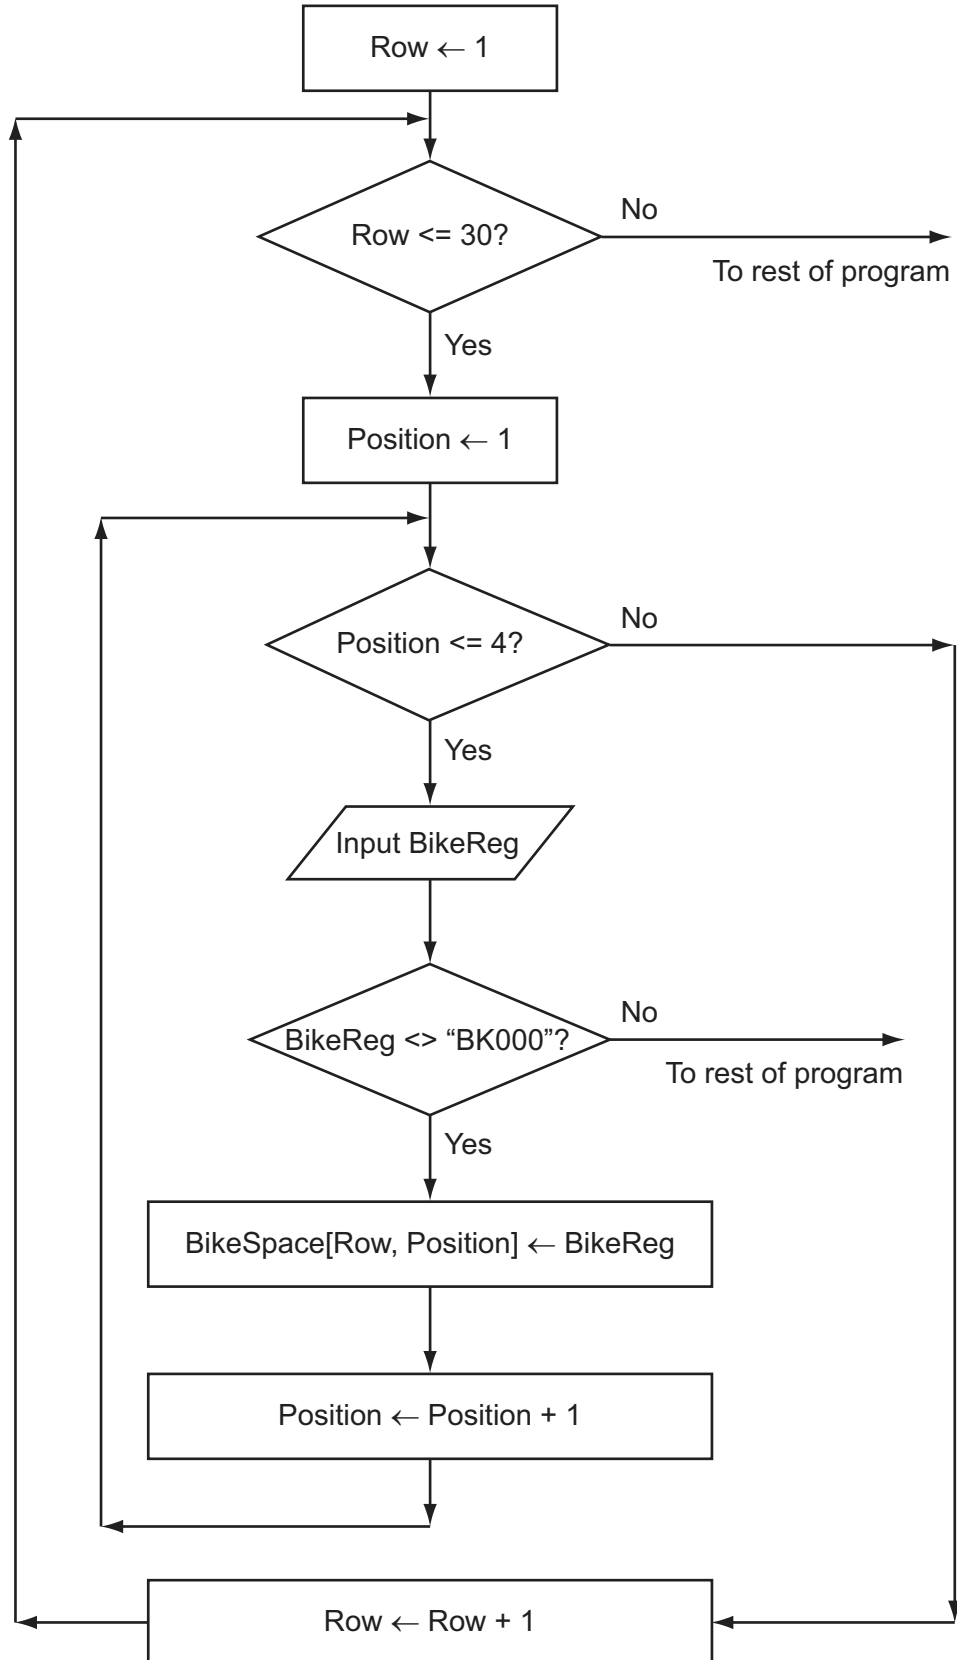 Row ← 1
Row <= 30?
No
To rest of program
Yes
Position ← 1
Position <= 4?
No
Yes
Input BikeReg
BikeReg <> “BK000”?
No
To rest of program
Yes
BikeSpace[Row, Position] ← BikeReg
Position ← Position + 1
Row ← Row + 1